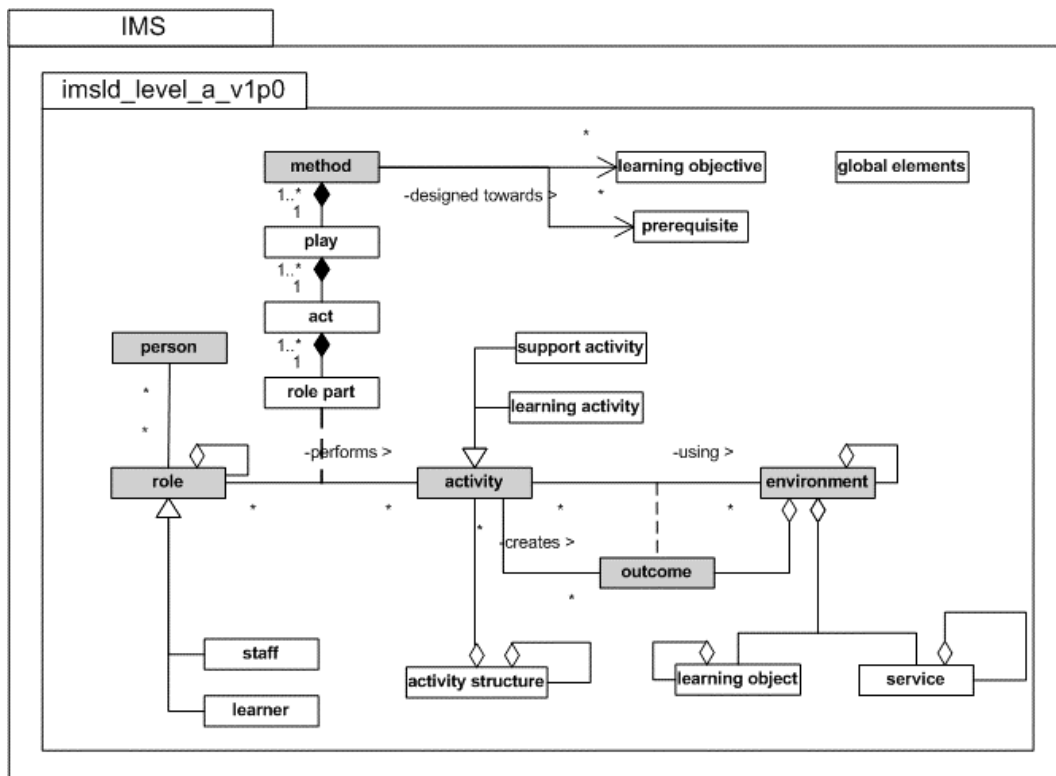 IMS
imsld_level_a_v1p0
*
method
learning objective
global elements
1..*
1
-designed towards >
*
play
prerequisite
1..*
1
act
person
support activity
1..*
1
role part
learning activity
*
*
-performs >
-using >
role
activity
environment
*
*
*
*
*
-creates >
outcome
*
staff
activity structure
learning object
service
learner